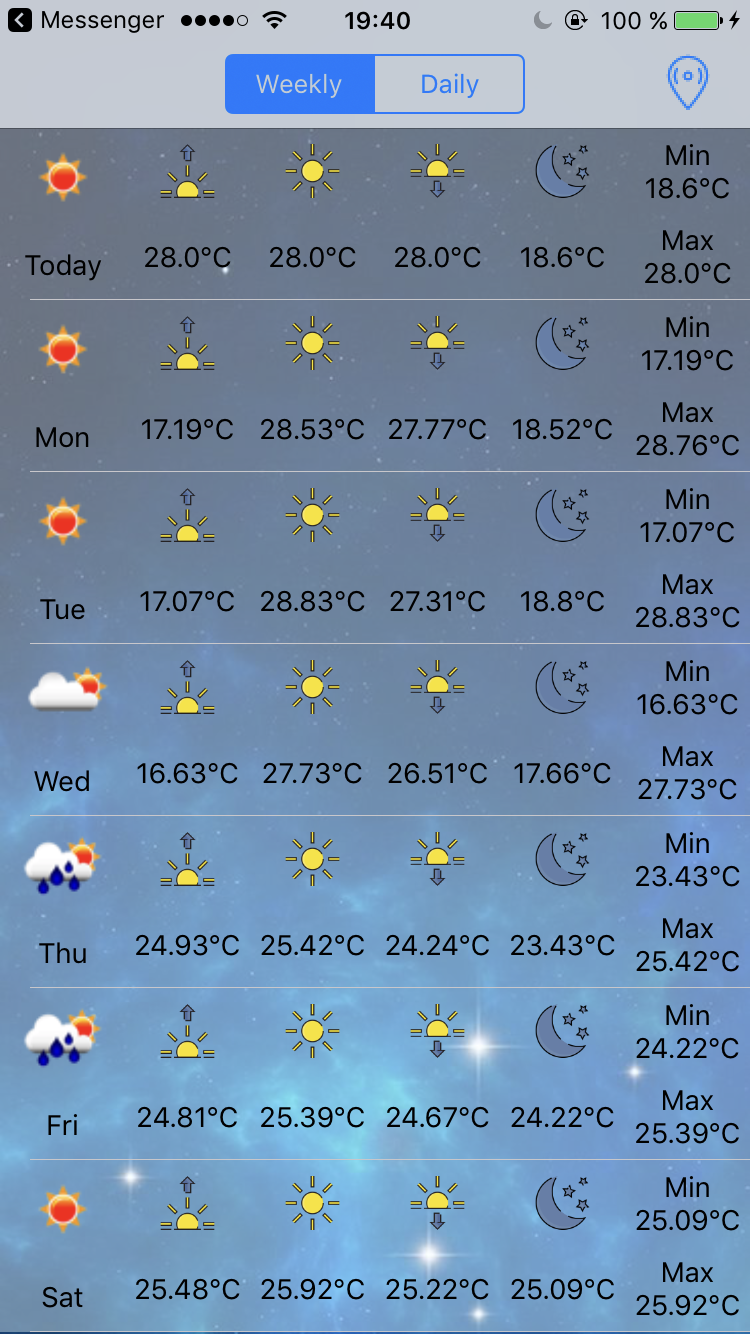 Messenger 19:40 100 %
Weekly Daily
Min
18.6°C
Today 28.0°C 28.0°C 28.0°C 18.6°C Max
28.0°C
Min
17.19°C
Mon 17.19°C 28.53°C 27.77°C 18.52°C Max
28.76°C
Min
17.07°C
Tue 17.07°C 28.83°C 27.31°C 18.8°C Max
28.83°C
Min
16.63°C
Wed 16.63°C 27.73°C 26.51°C 17.66°C Max
27.73°C
Min
23.43°C
Thu 24.93°C 25.42°C 24.24°C 23.43°C Max
25.42°C
Min
24.22°C
Fri 24.81°C 25.39°C 24.67°C 24.22°C Max
25.39°C
Min
25.09°C
Sat 25.48°C 25.92°C 25.22°C 25.09°C Max
25.92°C